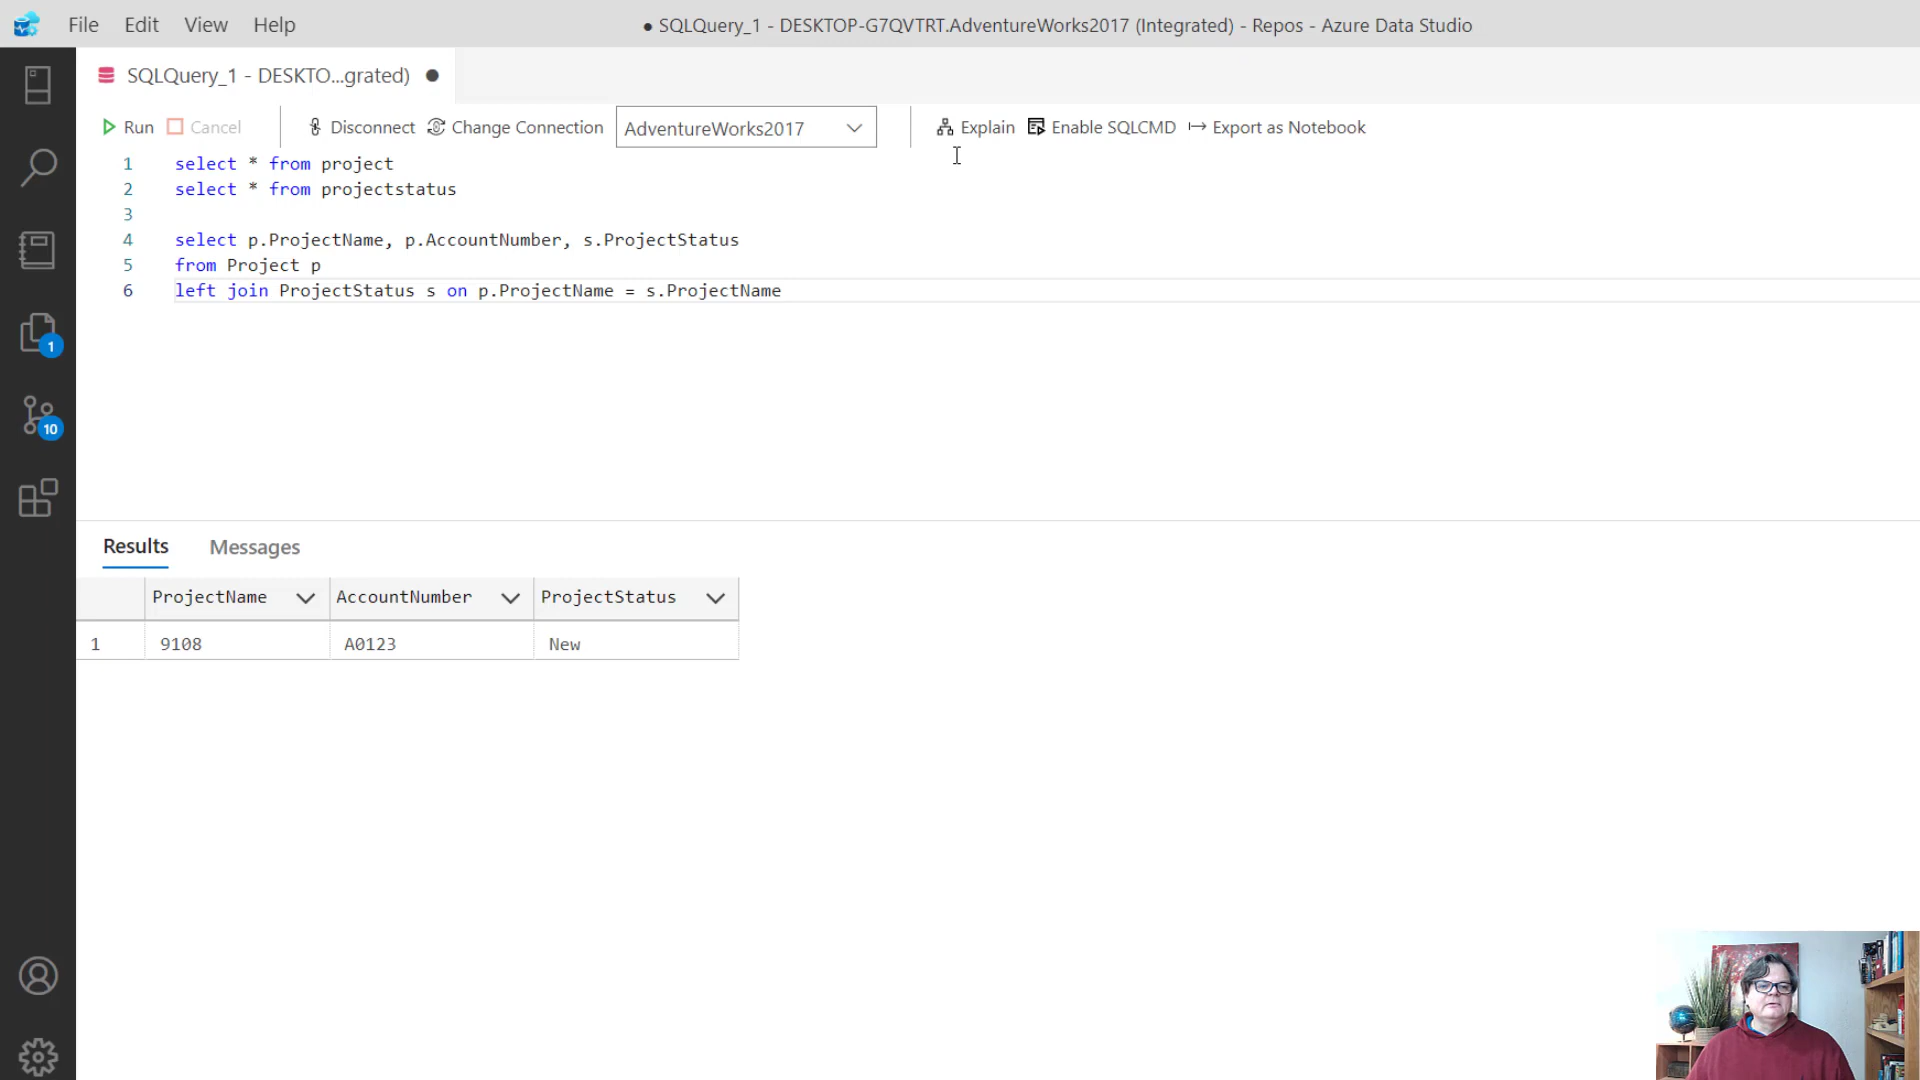 File Edit View Help
● SQLQuery_1 - DESKTOP-G7QVTRT.AdventureWorks2017 (Integrated) - Repos - Azure Data Studio
SQLQuery_1 - DESKTO...grated) ●
Run Cancel Disconnect Change Connection AdventureWorks2017 Explain Enable SQLCMD Export as Notebook
1 select * from project
2 select * from projectstatus
3
4 select p.ProjectName, p.AccountNumber, s.ProjectStatus
5 from Project p
6 left join ProjectStatus s on p.ProjectName = s.ProjectName
1
10
Results Messages
ProjectName AccountNumber ProjectStatus
1 9108 A0123 New